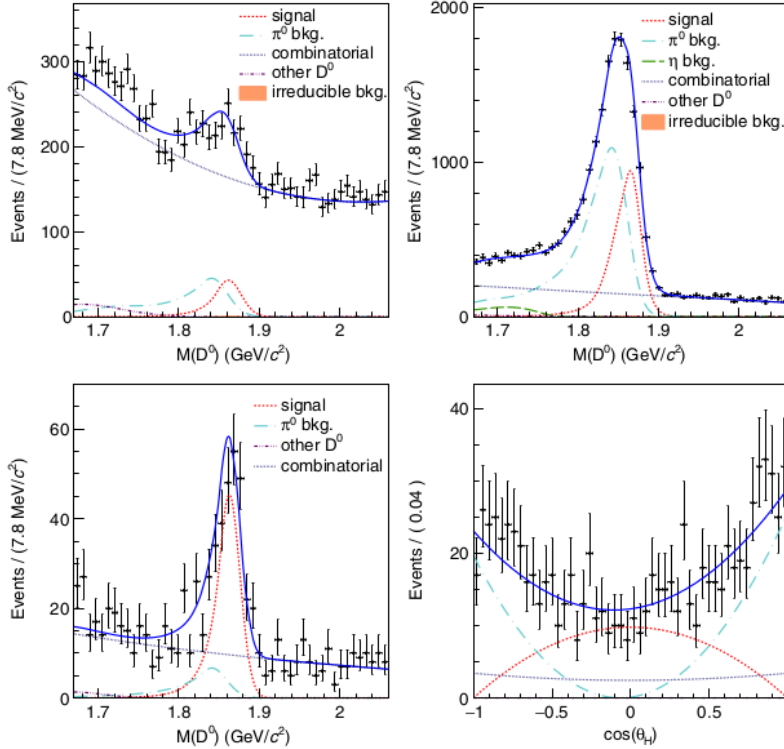 signal
π⁰ bkg.
combinatorial
other D⁰
irreducible bkg.
Events / (7.8 MeV/c²)
300
200
100
0
1.7 1.8 1.9 2
M(D⁰) (GeV/c²)
signal
π⁰ bkg.
η bkg.
combinatorial
other D⁰
irreducible bkg.
Events / (7.8 MeV/c²)
2000
1000
0
1.7 1.8 1.9 2
M(D⁰) (GeV/c²)
signal
π⁰ bkg.
other D⁰
combinatorial
Events / (7.8 MeV/c²)
60
40
20
0
1.7 1.8 1.9 2
M(D⁰) (GeV/c²)
Events / ( 0.04 )
40
20
0
−1 −0.5 0 0.5
cos(θH)